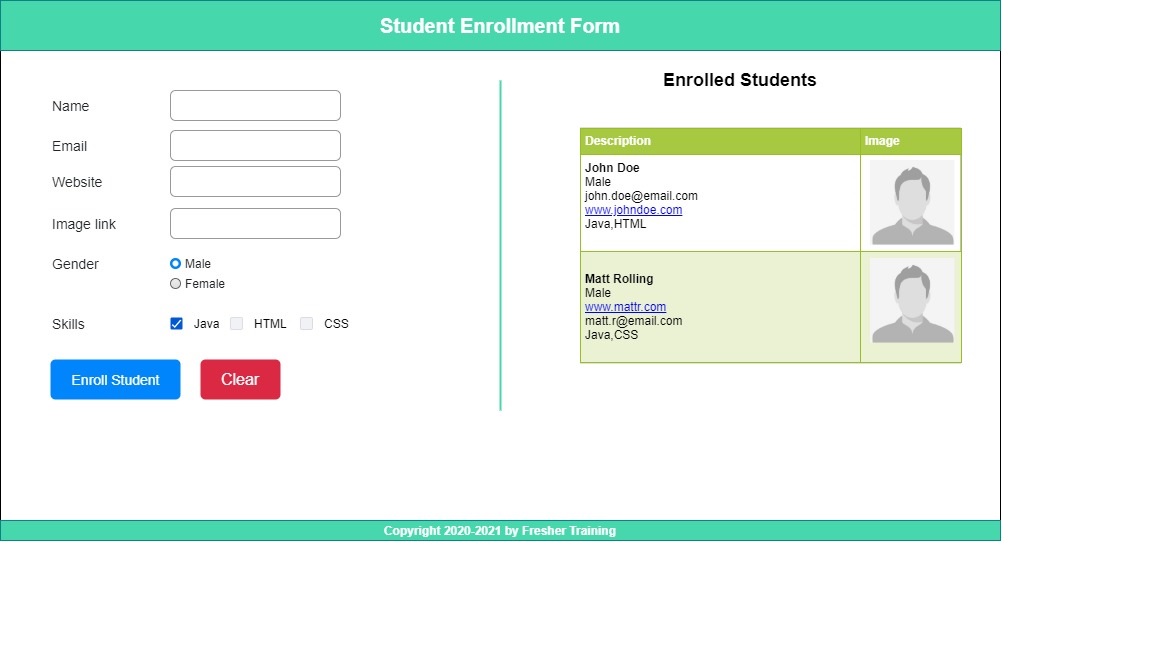 Student Enrollment Form
Name
Email
Website
Image link
Gender
Male
Female
Skills
Java HTML CSS
Enroll Student Clear
Enrolled Students
Description Image
John Doe
Male
john.doe@email.com
www.johndoe.com
Java,HTML
Matt Rolling
Male
www.mattr.com
matt.r@email.com
Java,CSS
Copyright 2020-2021 by Fresher Training